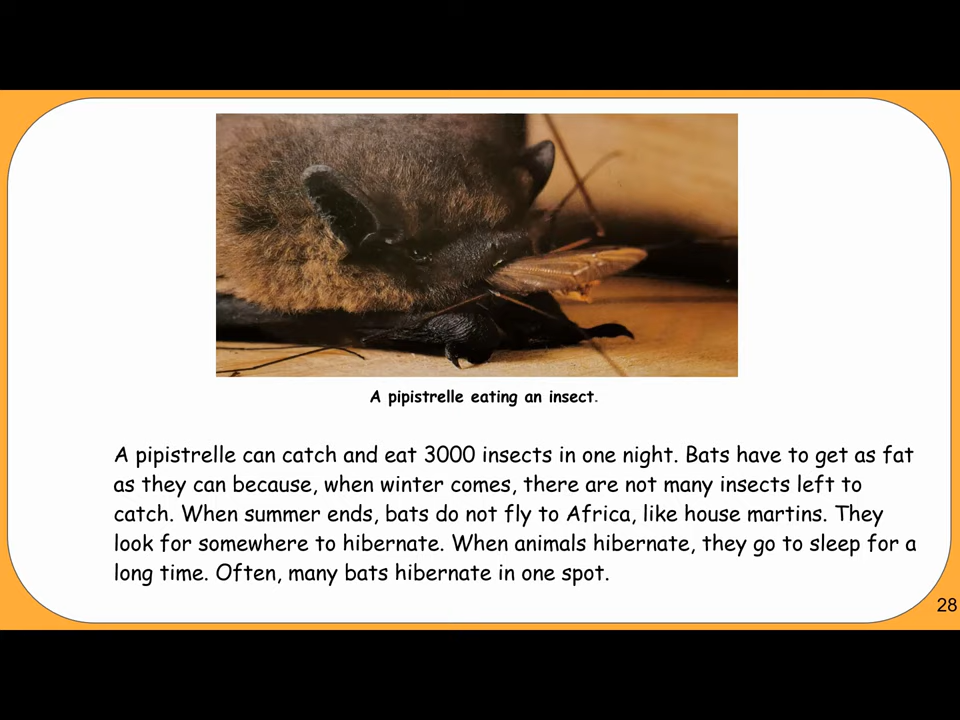 A pipistrelle eating an insect.
A pipistrelle can catch and eat 3000 insects in one night. Bats have to get as fat
as they can because, when winter comes, there are not many insects left to
catch. When summer ends, bats do not fly to Africa, like house martins. They
look for somewhere to hibernate. When animals hibernate, they go to sleep for a
long time. Often, many bats hibernate in one spot.
28